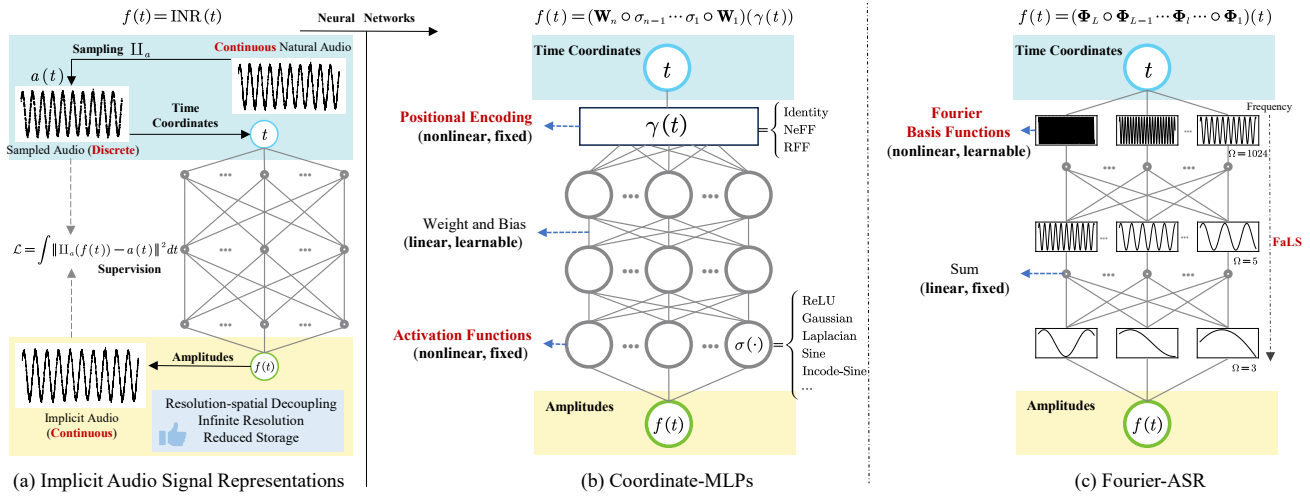 f(t)=INR(t)
Neural Networks
Sampling Ш_a
Continuous Natural Audio
a(t)
Time
Coordinates
t
Sampled Audio (Discrete)
ℒ=∫‖Ш_a(f(t))−a(t)‖²dt
Supervision
Amplitudes
f(t)
Implicit Audio
(Continuous)
Resolution-spatial Decoupling
Infinite Resolution
Reduced Storage
(a) Implicit Audio Signal Representations
f(t)=(W_n∘σ_{n−1}⋯σ_1∘W_1)(γ(t))
Time Coordinates
t
Positional Encoding
(nonlinear, fixed)
γ(t)
=
Identity
NeFF
RFF
Weight and Bias
(linear, learnable)
Activation Functions
(nonlinear, fixed)
σ(·)
=
ReLU
Gaussian
Laplacian
Sine
Incode-Sine
...
Amplitudes
f(t)
(b) Coordinate-MLPs
f(t)=(Φ_L∘Φ_{L−1}⋯Φ_l⋯∘Φ_1)(t)
Time Coordinates
t
Frequency
Fourier
Basis Functions
(nonlinear, learnable)
Ω=1024
FaLS
Ω=5
Sum
(linear, fixed)
Ω=3
Amplitudes
f(t)
(c) Fourier-ASR